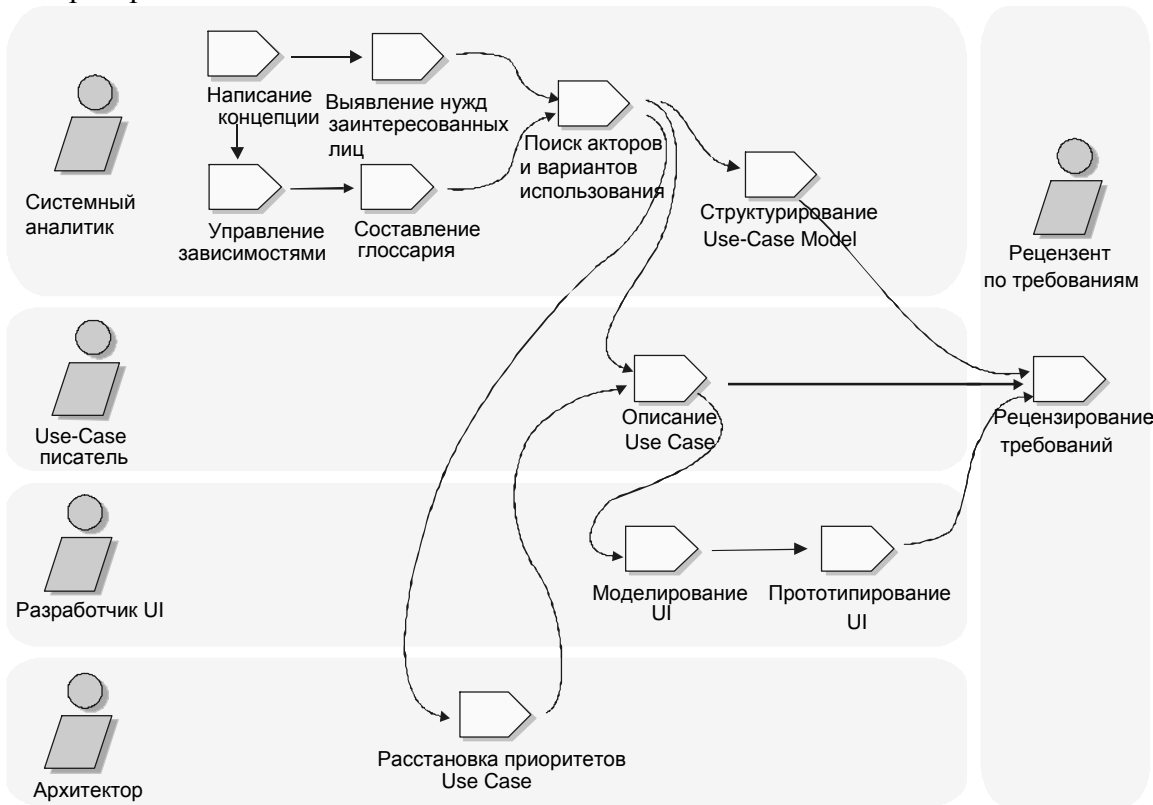 Написание
концепции
Выявление нужд
заинтересованных
лиц
Поиск акторов
и вариантов
использования
Системный
аналитик
Управление
зависимостями
Составление
глоссария
Структурирование
Use-Case Model
Рецензент
по требованиям
Use-Case
писатель
Описание
Use Case
Рецензирование
требований
Разработчик UI
Моделирование
UI
Прототипирование
UI
Архитектор
Расстановка приоритетов
Use Case